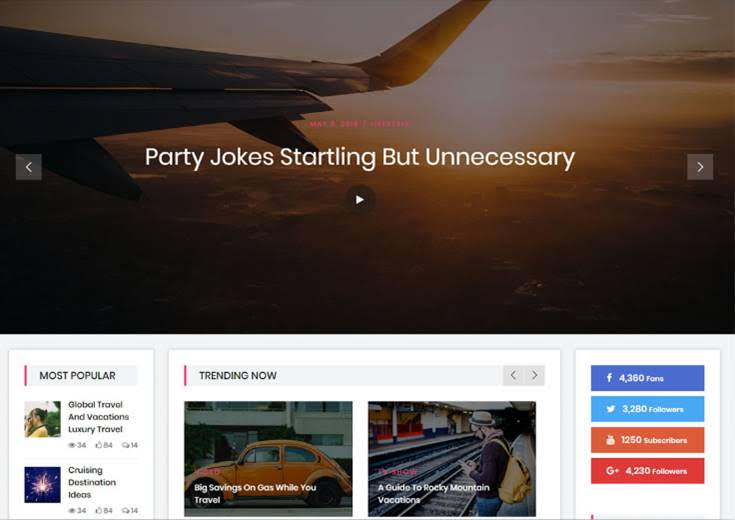 MAY 8, 2018 | LIFESTYLE
Party Jokes Startling But Unnecessary
MOST POPULAR
Global Travel
And Vacations
Luxury Travel
34 84 14
Cruising
Destination
Ideas
34 84 14
TRENDING NOW
VIDEO
Big Savings On Gas While You
Travel
TV SHOW
A Guide To Rocky Mountain
Vacations
4,360 Fans
3,280 Followers
1250 Subscribers
G+ 4,230 Followers